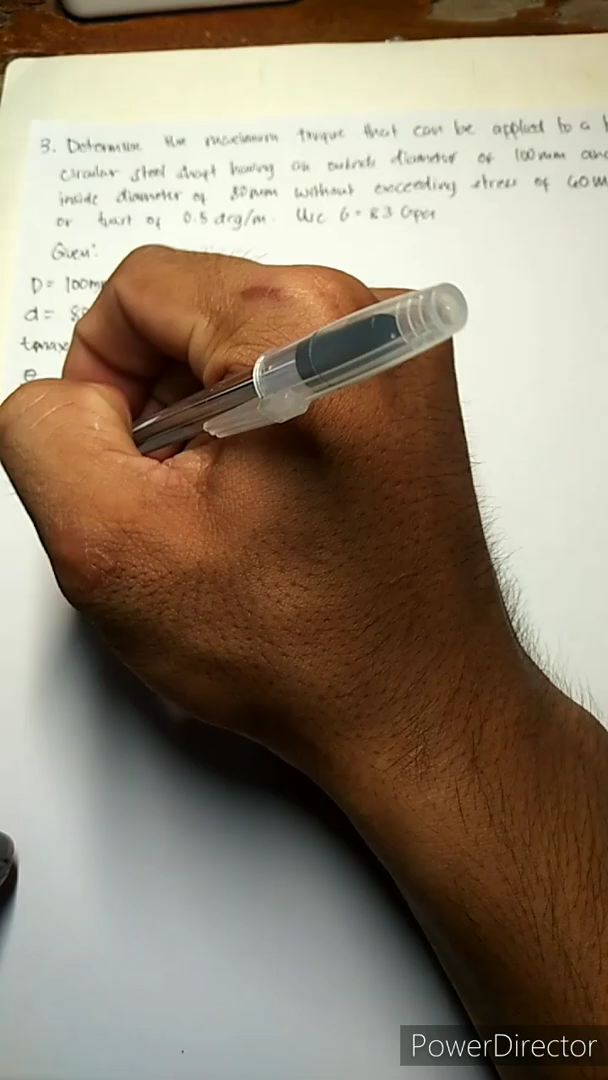 3. Determine the maximum torque that can be applied to a h
circular steel shaft having an outside diameter of 100mm and
inside diameter of 80mm without exceeding stress of 60M
or twist of 0.5 deg/m. Use G = 83 Gpa
Given:
D = 100m
d = 8
tmax
θ
PowerDirector